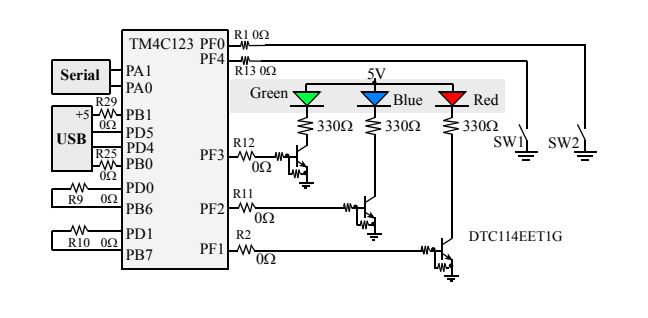 TM4C123
PF0
R1 0Ω
PF4
R13 0Ω
5V
Serial
PA1
PA0
Green
Blue
Red
R29
+5
0Ω
PB1
USB
PD5
PD4
R25
PB0
0Ω
330Ω
330Ω
330Ω
SW1
SW2
R12
PF3
0Ω
PD0
R9
0Ω
PB6
R11
PF2
0Ω
PD1
R10
0Ω
PB7
R2
PF1
0Ω
DTC114EET1G